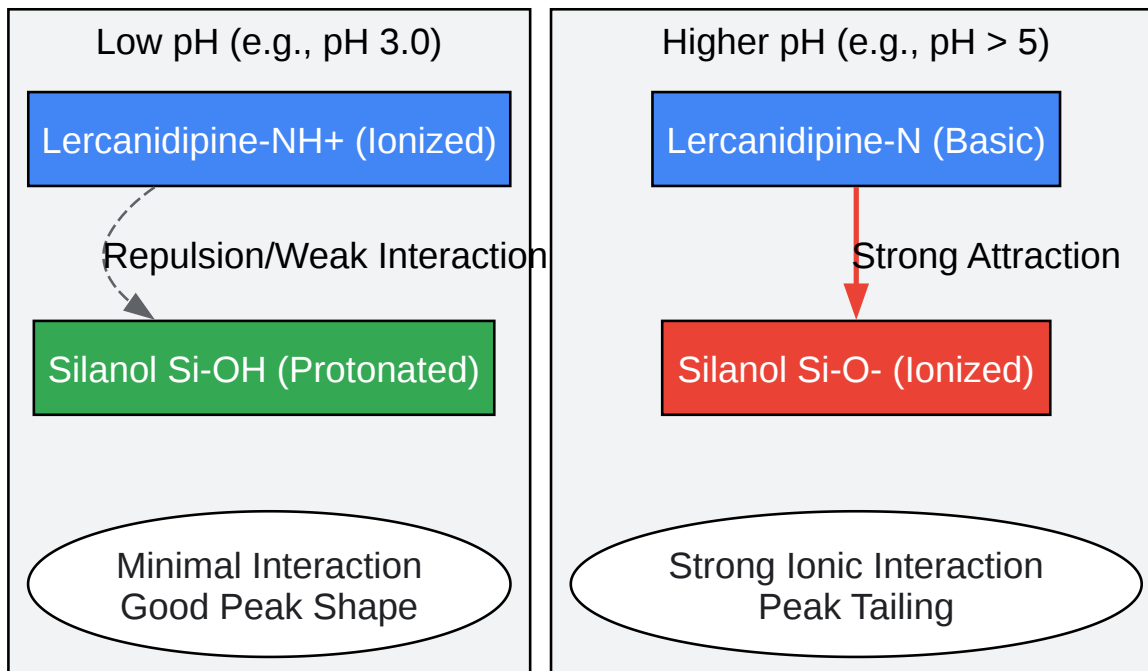 Low pH (e.g., pH 3.0)
Lercanidipine-NH+ (Ionized)
Repulsion/Weak Interaction
Silanol Si-OH (Protonated)
Minimal Interaction
Good Peak Shape
Higher pH (e.g., pH > 5)
Lercanidipine-N (Basic)
Strong Attraction
Silanol Si-O- (Ionized)
Strong Ionic Interaction
Peak Tailing